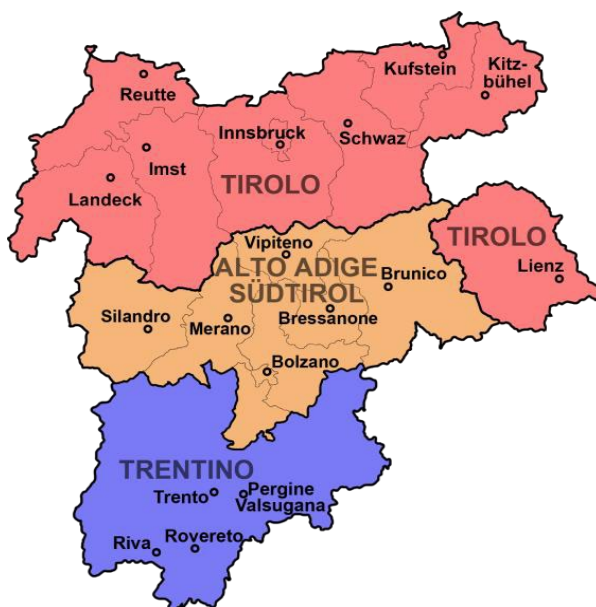 Kufstein
Kitz-
bühel
Reutte
Innsbruck
Schwaz
Imst
Landeck
TIROLO
TIROLO
Lienz
Vipiteno
ALTO ADIGE
SÜDTIROL
Brunico
Silandro
Merano
Bressanone
Bolzano
TRENTINO
Trento
Pergine
Valsugana
Riva
Rovereto